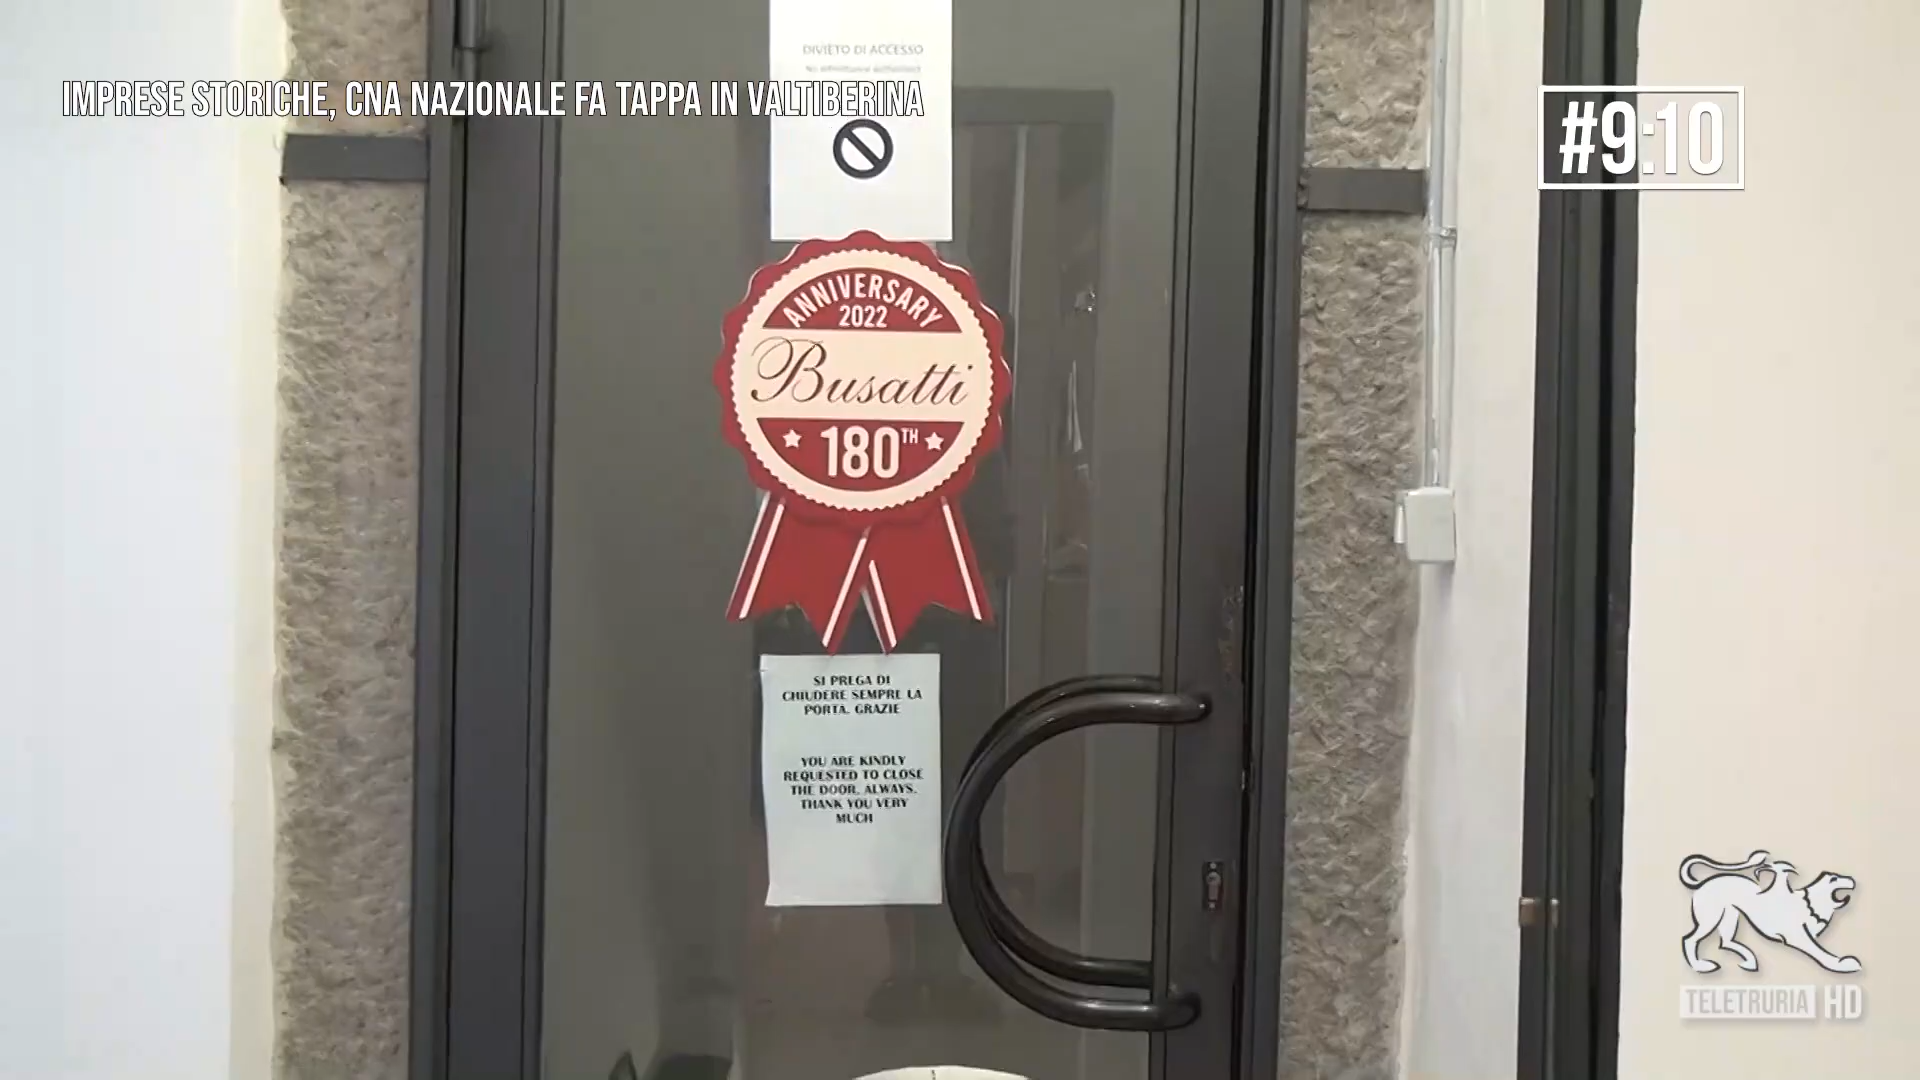 DIVIETO DI ACCESSO
IMPRESE STORICHE, CNA NAZIONALE FA TAPPA IN VALTIBERINA
#9:10
ANNIVERSARY
2022
Busatti
180TH
SI PREGA DI
CHIUDERE SEMPRE LA
PORTA. GRAZIE
YOU ARE KINDLY
REQUESTED TO CLOSE
THE DOOR, ALWAYS.
THANK YOU VERY
MUCH
TELETRURIA HD